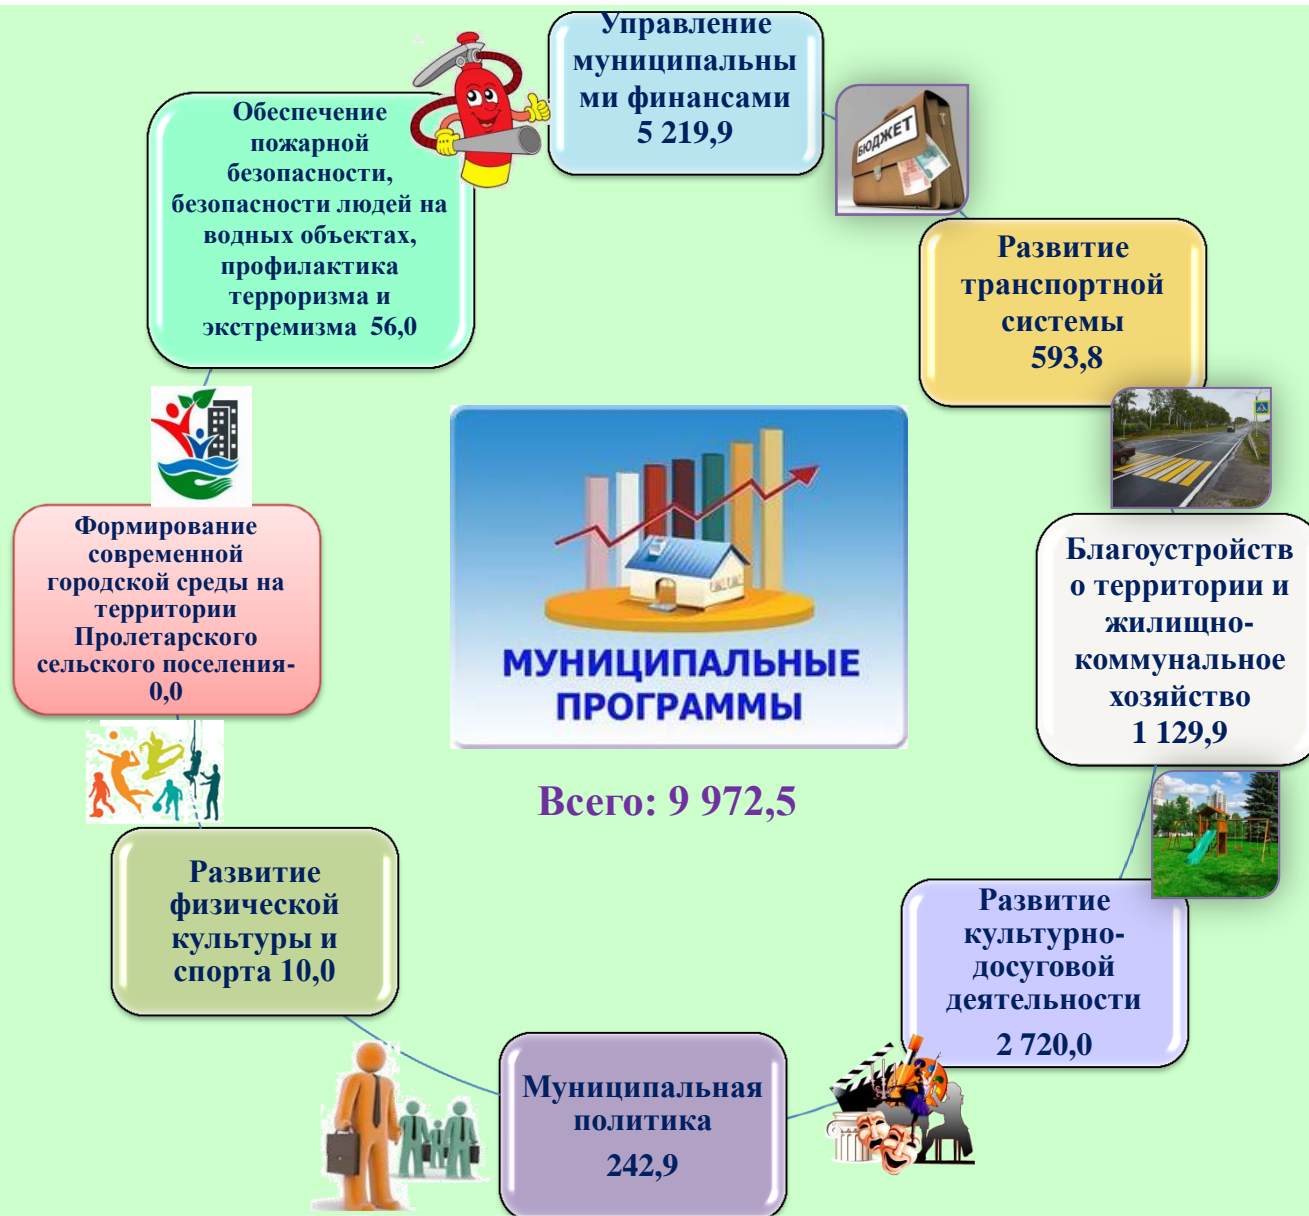 Управление
муниципальны
ми финансами
5 219,9
БЮДЖЕТ
Развитие
транспортной
системы
593,8
Благоустройств
о территории и
жилищно-
коммунальное
хозяйство
1 129,9
Развитие
культурно-
досуговой
деятельности
2 720,0
Муниципальная
политика
242,9
Развитие
физической
культуры и
спорта 10,0
Формирование
современной
городской среды на
территории
Пролетарского
сельского поселения-
0,0
Обеспечение
пожарной
безопасности,
безопасности людей на
водных объектах,
профилактика
терроризма и
экстремизма 56,0
МУНИЦИПАЛЬНЫЕ
ПРОГРАММЫ
Всего: 9 972,5